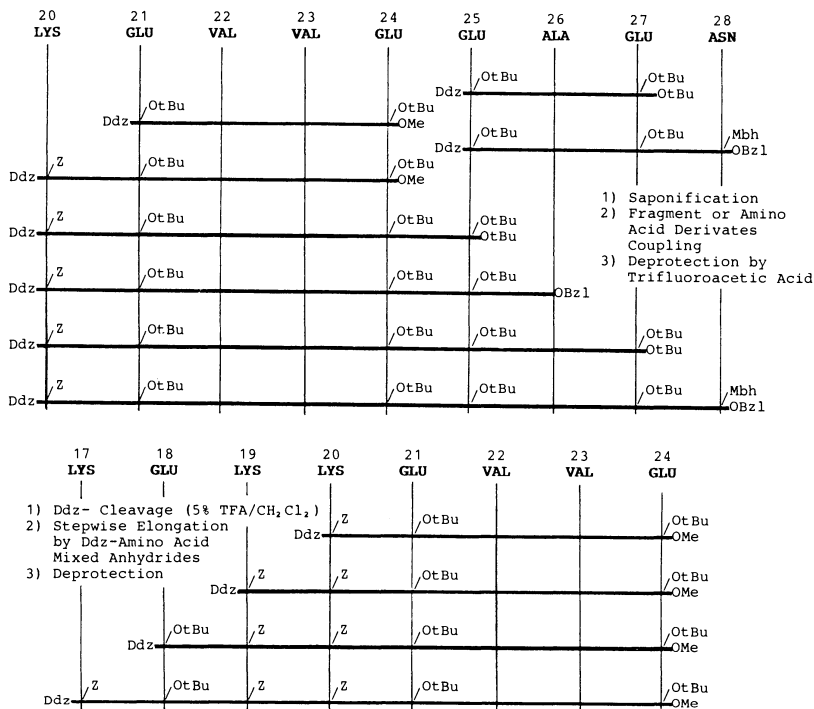 20 21 22 23 24 25 26 27 28
LYS GLU VAL VAL GLU GLU ALA GLU ASN
OtBu OtBu
Ddz OtBu
OtBu OtBu
Ddz OMe
OtBu OtBu Mbh
Ddz OBzl
Z OtBu OtBu
Ddz OMe
1) Saponification
2) Fragment or Amino
Acid Derivates
Coupling
3) Deprotection by
Trifluoroacetic Acid
Z OtBu OtBu OtBu
Ddz OtBu
Z OtBu OtBu OtBu
Ddz OBzl
Z OtBu OtBu OtBu OtBu
Ddz OtBu
Z OtBu OtBu OtBu OtBu Mbh
Ddz OBzl
17 18 19 20 21 22 23 24
LYS GLU LYS LYS GLU VAL VAL GLU
1) Ddz- Cleavage (5% TFA/CH₂Cl₂)
2) Stepwise Elongation
by Ddz-Amino Acid
Mixed Anhydrides
3) Deprotection
Z OtBu OtBu
Ddz OMe
Z Z OtBu OtBu
Ddz OMe
OtBu Z Z OtBu OtBu
Ddz OMe
Z OtBu Z Z OtBu OtBu
Ddz OMe